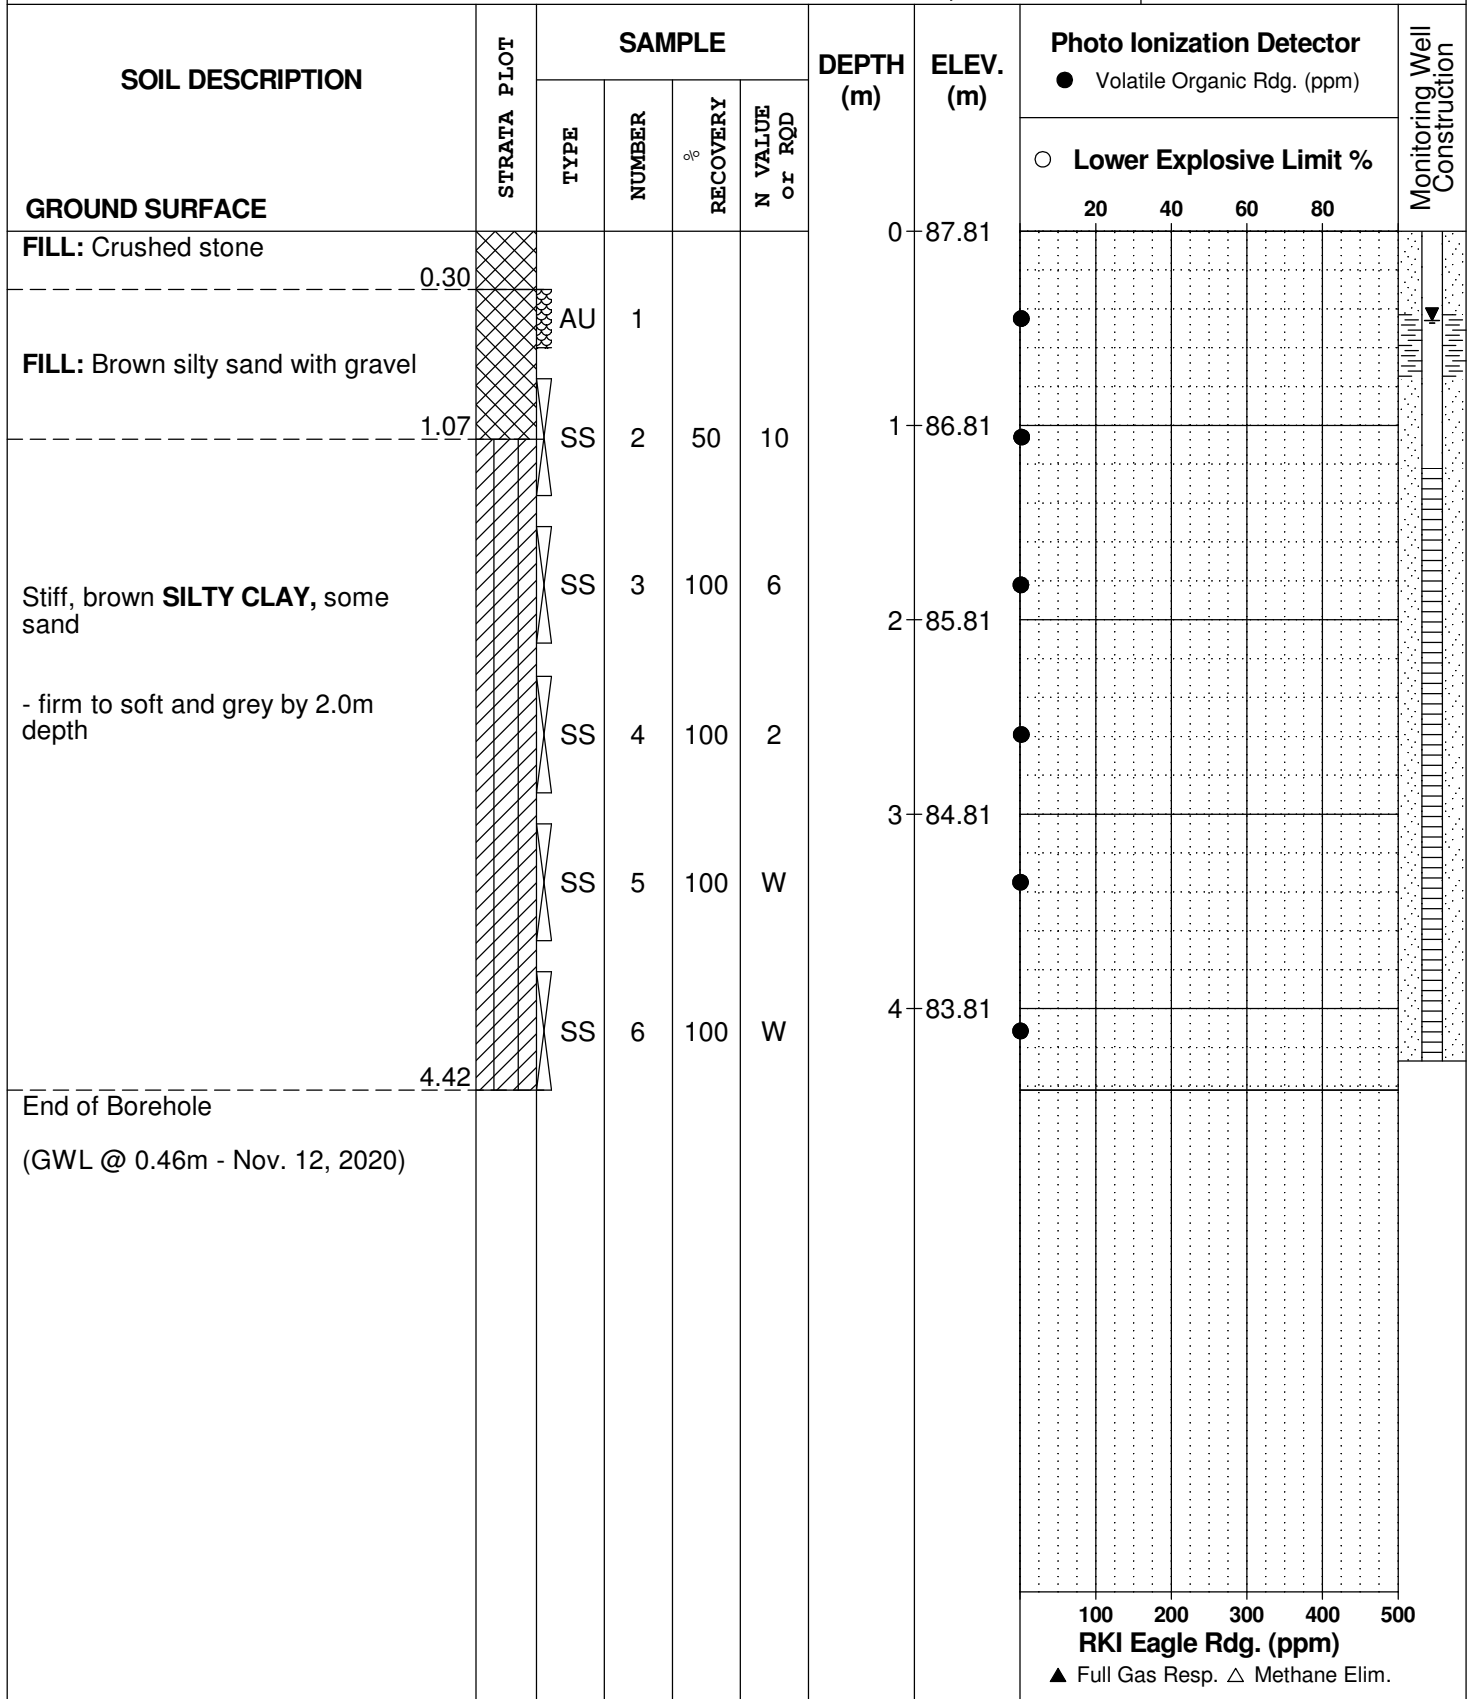 SOIL DESCRIPTION
GROUND SURFACE
STRATA PLOT
SAMPLE
TYPE
NUMBER
%
RECOVERY
N VALUE
or RQD
DEPTH
(m)
ELEV.
(m)
Photo Ionization Detector
● Volatile Organic Rdg. (ppm)
○ Lower Explosive Limit %
20 40 60 80
Monitoring Well
Construction
0 87.81
FILL: Crushed stone
0.30
AU 1
FILL: Brown silty sand with gravel
1.07
1 86.81
SS 2 50 10
SS 3 100 6
Stiff, brown SILTY CLAY, some
sand
2 85.81
- firm to soft and grey by 2.0m
depth
SS 4 100 2
3 84.81
SS 5 100 W
4 83.81
SS 6 100 W
4.42
End of Borehole
(GWL @ 0.46m - Nov. 12, 2020)
100 200 300 400 500
RKI Eagle Rdg. (ppm)
▲ Full Gas Resp. △ Methane Elim.